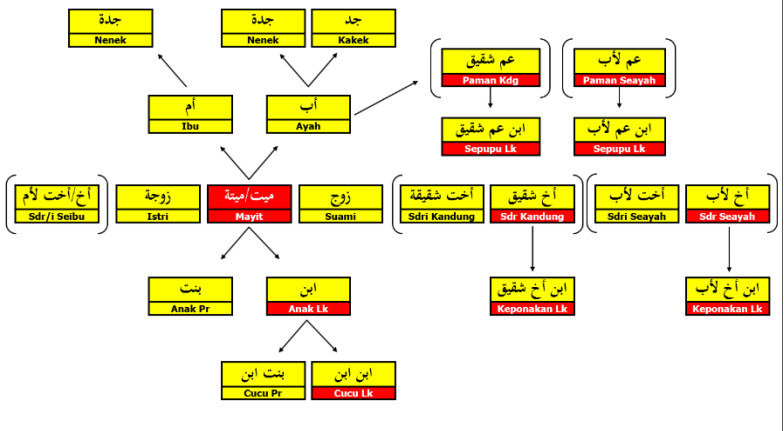 جدة
Nenek
جدة
Nenek
جد
Kakek
عم شقيق
Paman Kdg
عم لأب
Paman Seayah
أم
Ibu
أب
Ayah
ابن عم شقيق
Sepupu Lk
ابن عم لأب
Sepupu Lk
أخ/أخت لأم
Sdr/i Seibu
زوجة
Istri
ميت/ميتة
Mayit
زوج
Suami
أخت شقيقة
Sdri Kandung
أخ شقيق
Sdr Kandung
أخت لأب
Sdri Seayah
أخ لأب
Sdr Seayah
بنت
Anak Pr
ابن
Anak Lk
ابن أخ شقيق
Keponakan Lk
ابن أخ لأب
Keponakan Lk
بنت ابن
Cucu Pr
ابن ابن
Cucu Lk